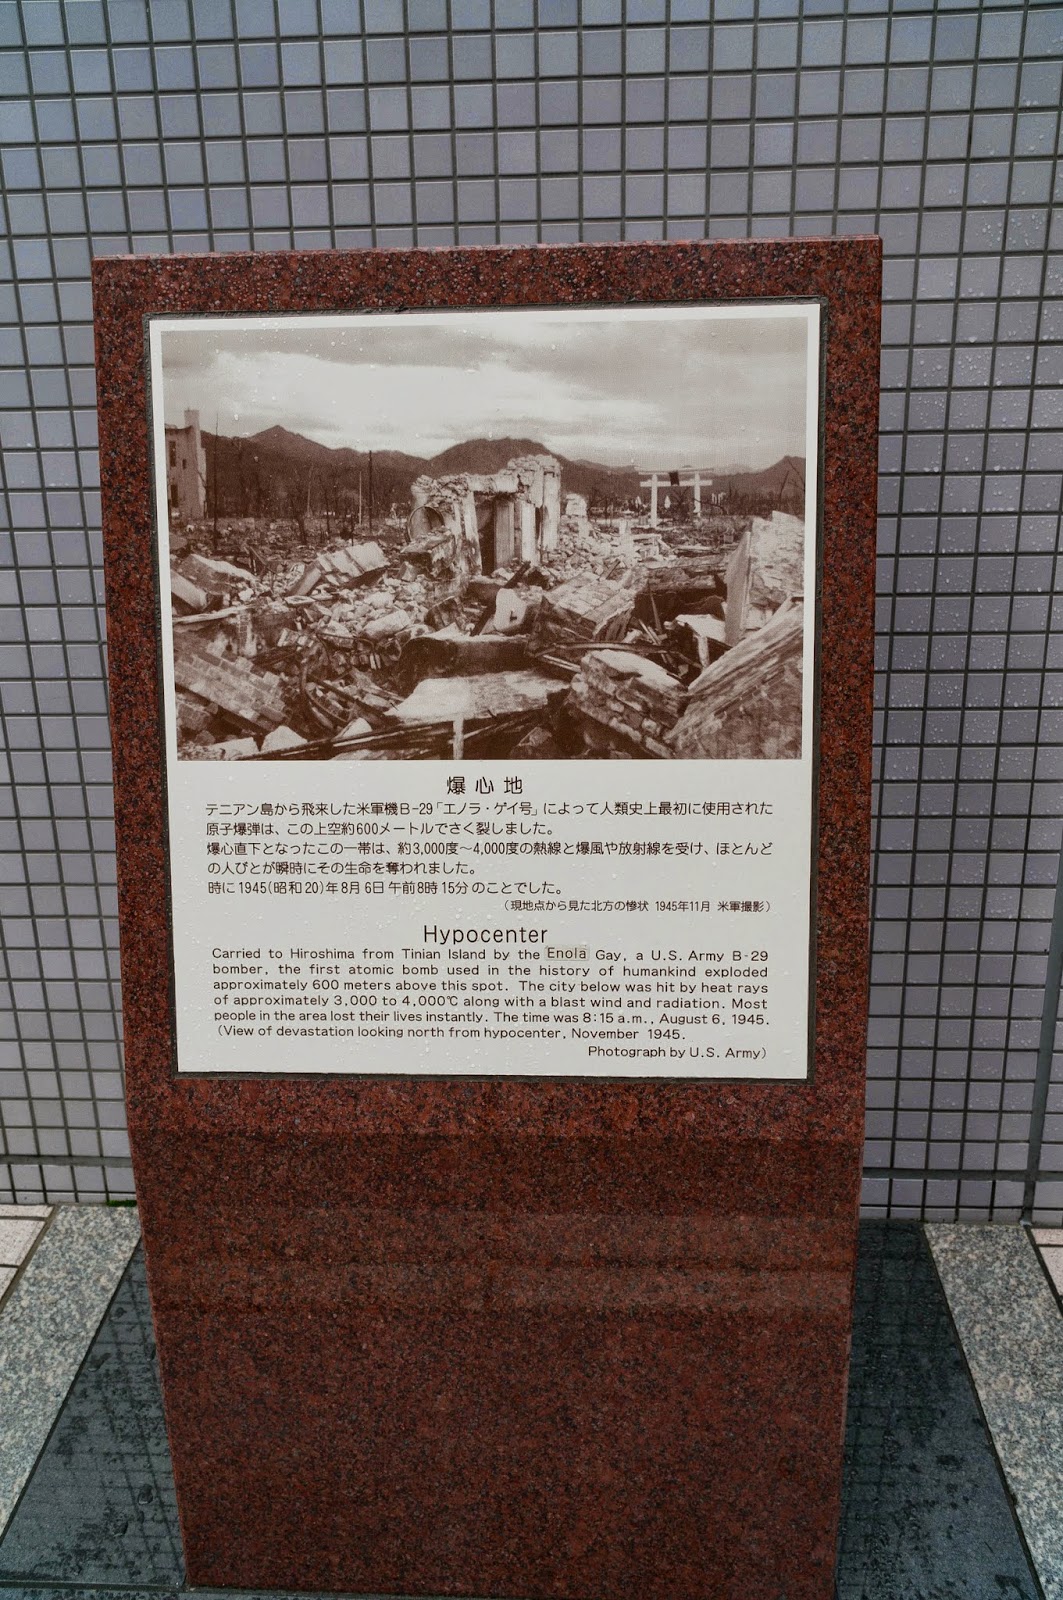 爆心地
テニアン島から飛来した米軍機B-29「エノラ・ゲイ号」によって人類史上最初に使用された
原子爆弾は、この上空約600メートルでさく裂しました。
爆心直下となったこの一帯は、約3,000度〜4,000度の熱線と爆風や放射線を受け、ほとんど
の人びとが瞬時にその生命を奪われました。
時に1945(昭和20)年8月6日午前8時15分のことでした。
(現地点から見た北方の惨状 1945年11月 米軍撮影)
Hypocenter
Carried to Hiroshima from Tinian Island by the Enola Gay, a U.S. Army B-29
bomber, the first atomic bomb used in the history of humankind exploded
approximately 600 meters above this spot. The city below was hit by heat rays
of approximately 3,000 to 4,000℃ along with a blast wind and radiation. Most
people in the area lost their lives instantly. The time was 8:15 a.m., August 6, 1945.
(View of devastation looking north from hypocenter, November 1945.
Photograph by U.S. Army)